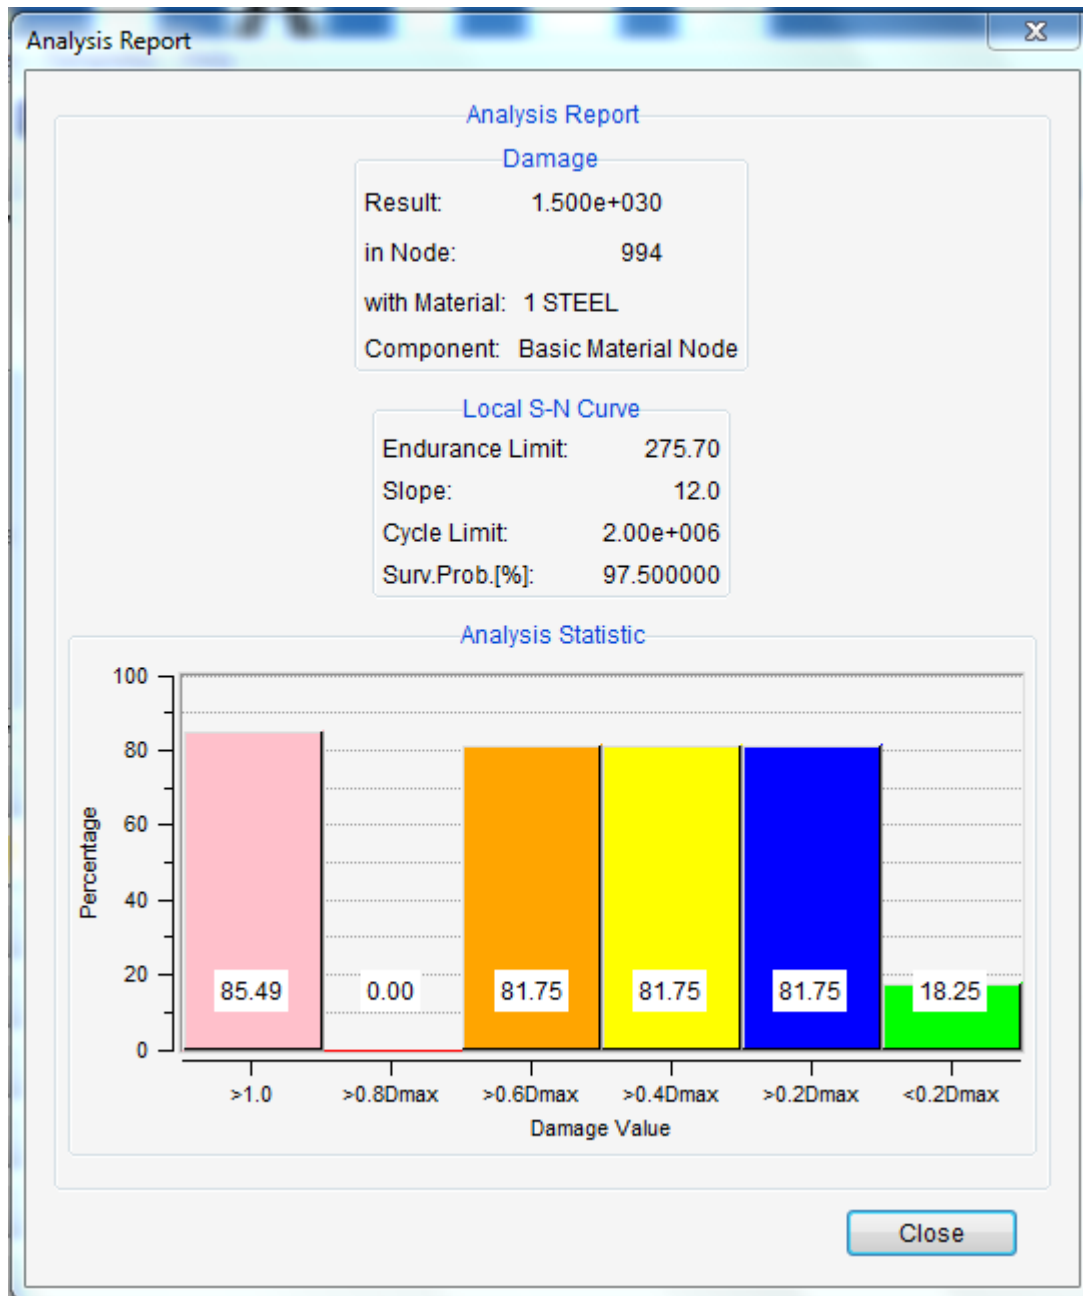 Analysis Report
Analysis Report
Damage
Result: 1.500e+030
in Node: 994
with Material: 1 STEEL
Component: Basic Material Node
Local S-N Curve
Endurance Limit: 275.70
Slope: 12.0
Cycle Limit: 2.00e+006
Surv.Prob.[%]: 97.500000
Analysis Statistic
100
80
60
40
20
0
Percentage
85.49 0.00 81.75 81.75 81.75 18.25
>1.0 >0.8Dmax >0.6Dmax >0.4Dmax >0.2Dmax <0.2Dmax
Damage Value
Close